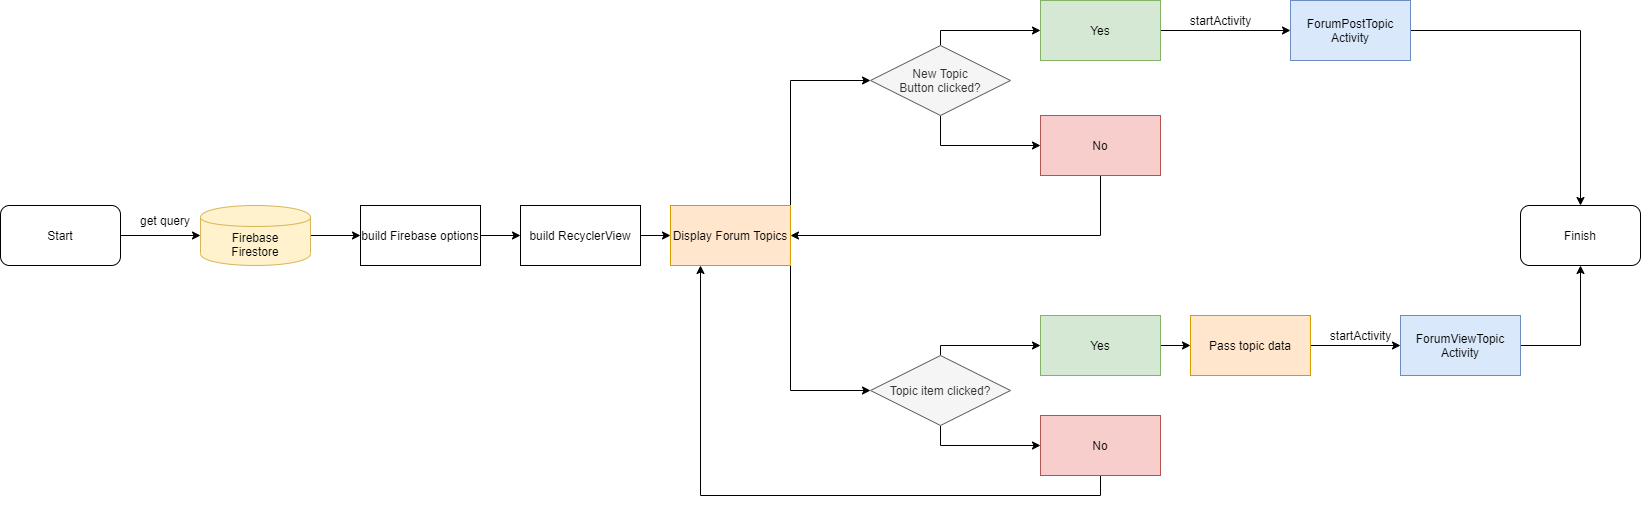 Start
get query
Firebase
Firestore
build Firebase options
build RecyclerView
Display Forum Topics
New Topic
Button clicked?
Yes
startActivity
ForumPostTopic
Activity
No
Topic item clicked?
Yes
Pass topic data
startActivity
ForumViewTopic
Activity
No
Finish